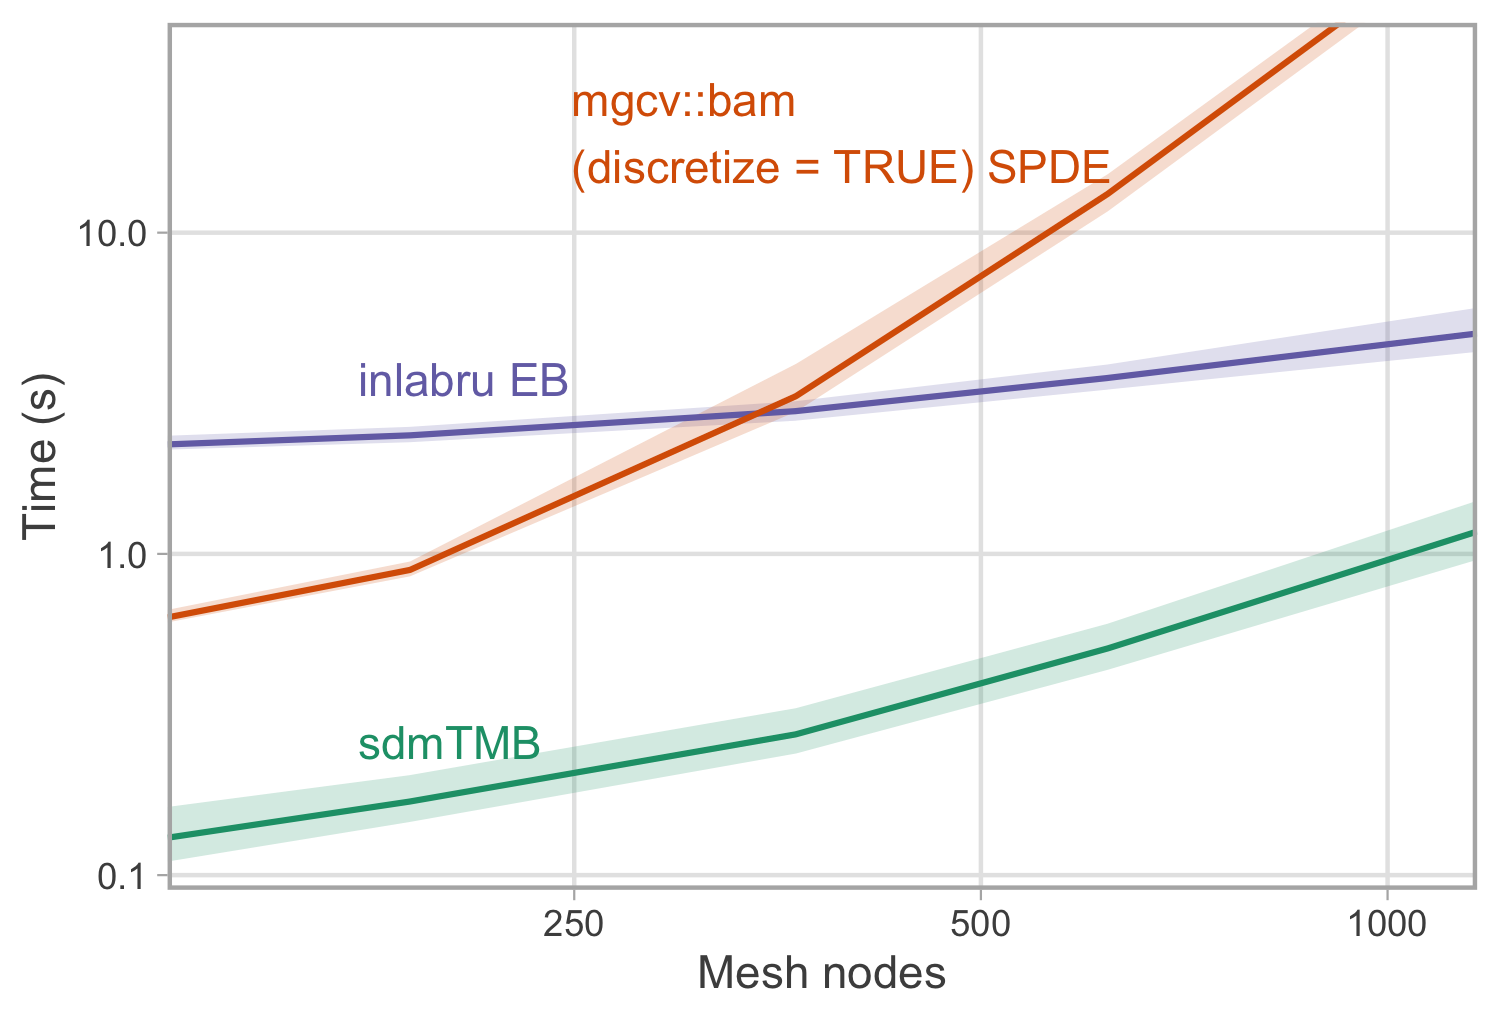 mgcv::bam
(discretize = TRUE) SPDE
10.0
inlabru EB
Time (s)
1.0
sdmTMB
0.1
250 500 1000
Mesh nodes